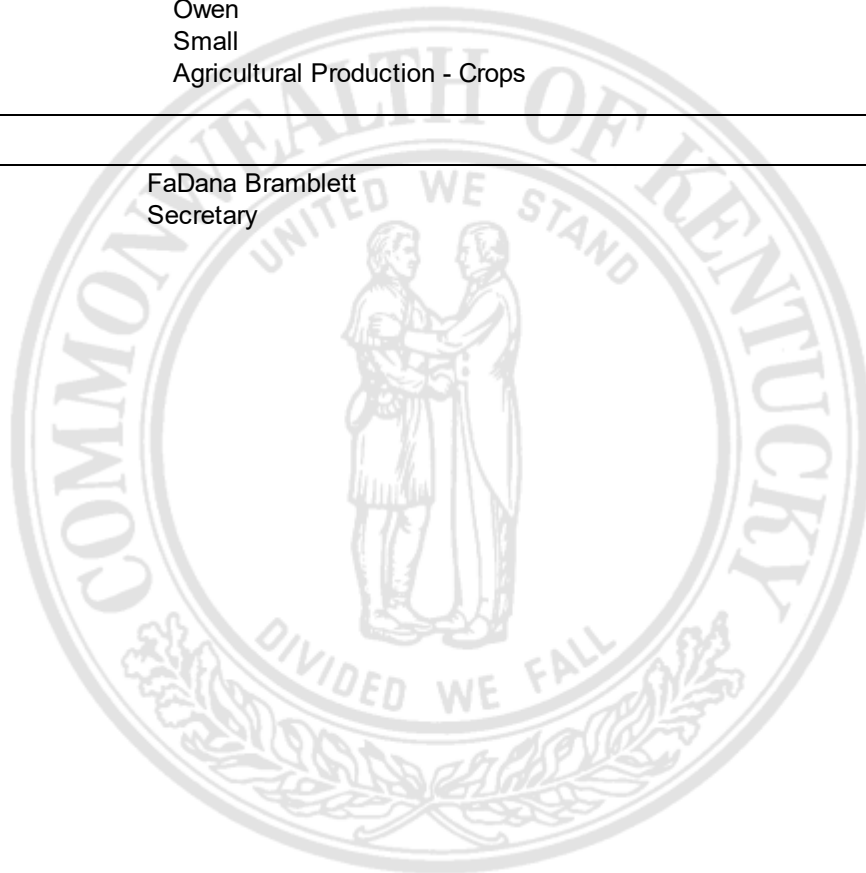 Owen
Small
Agricultural Production - Crops
FaDana Bramblett
Secretary
COMMONWEALTH OF KENTUCKY
UNITED WE STAND
DIVIDED WE FALL